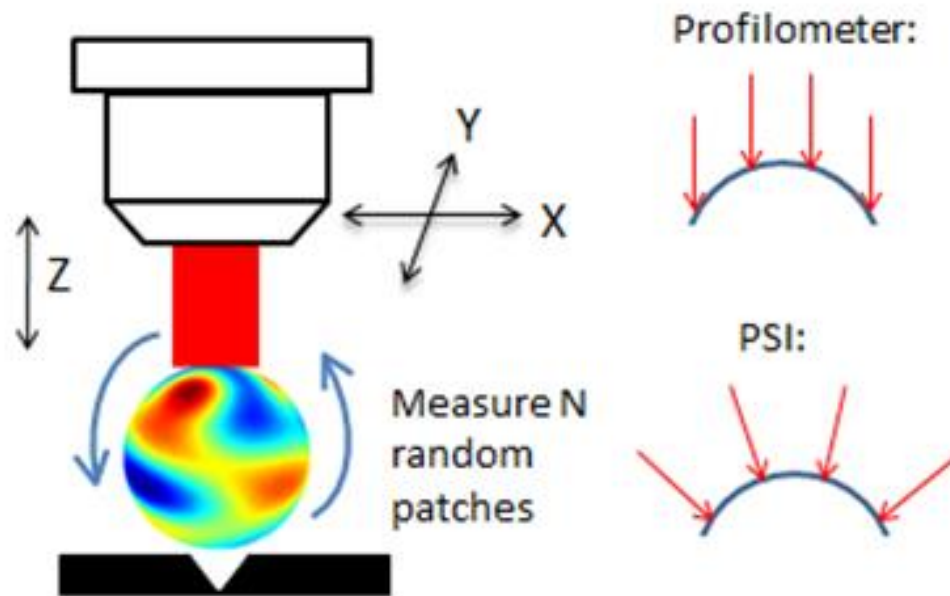 Profilometer:
Y
X
Z
PSI:
Measure N
random
patches